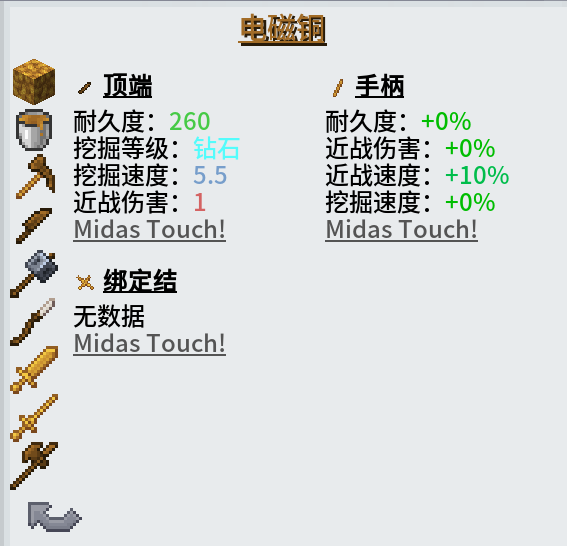 电磁铜
顶端
耐久度：260
挖掘等级：钻石
挖掘速度：5.5
近战伤害：1
Midas Touch!
手柄
耐久度：+0%
近战伤害：+0%
近战速度：+10%
挖掘速度：+0%
Midas Touch!
绑定结
无数据
Midas Touch!